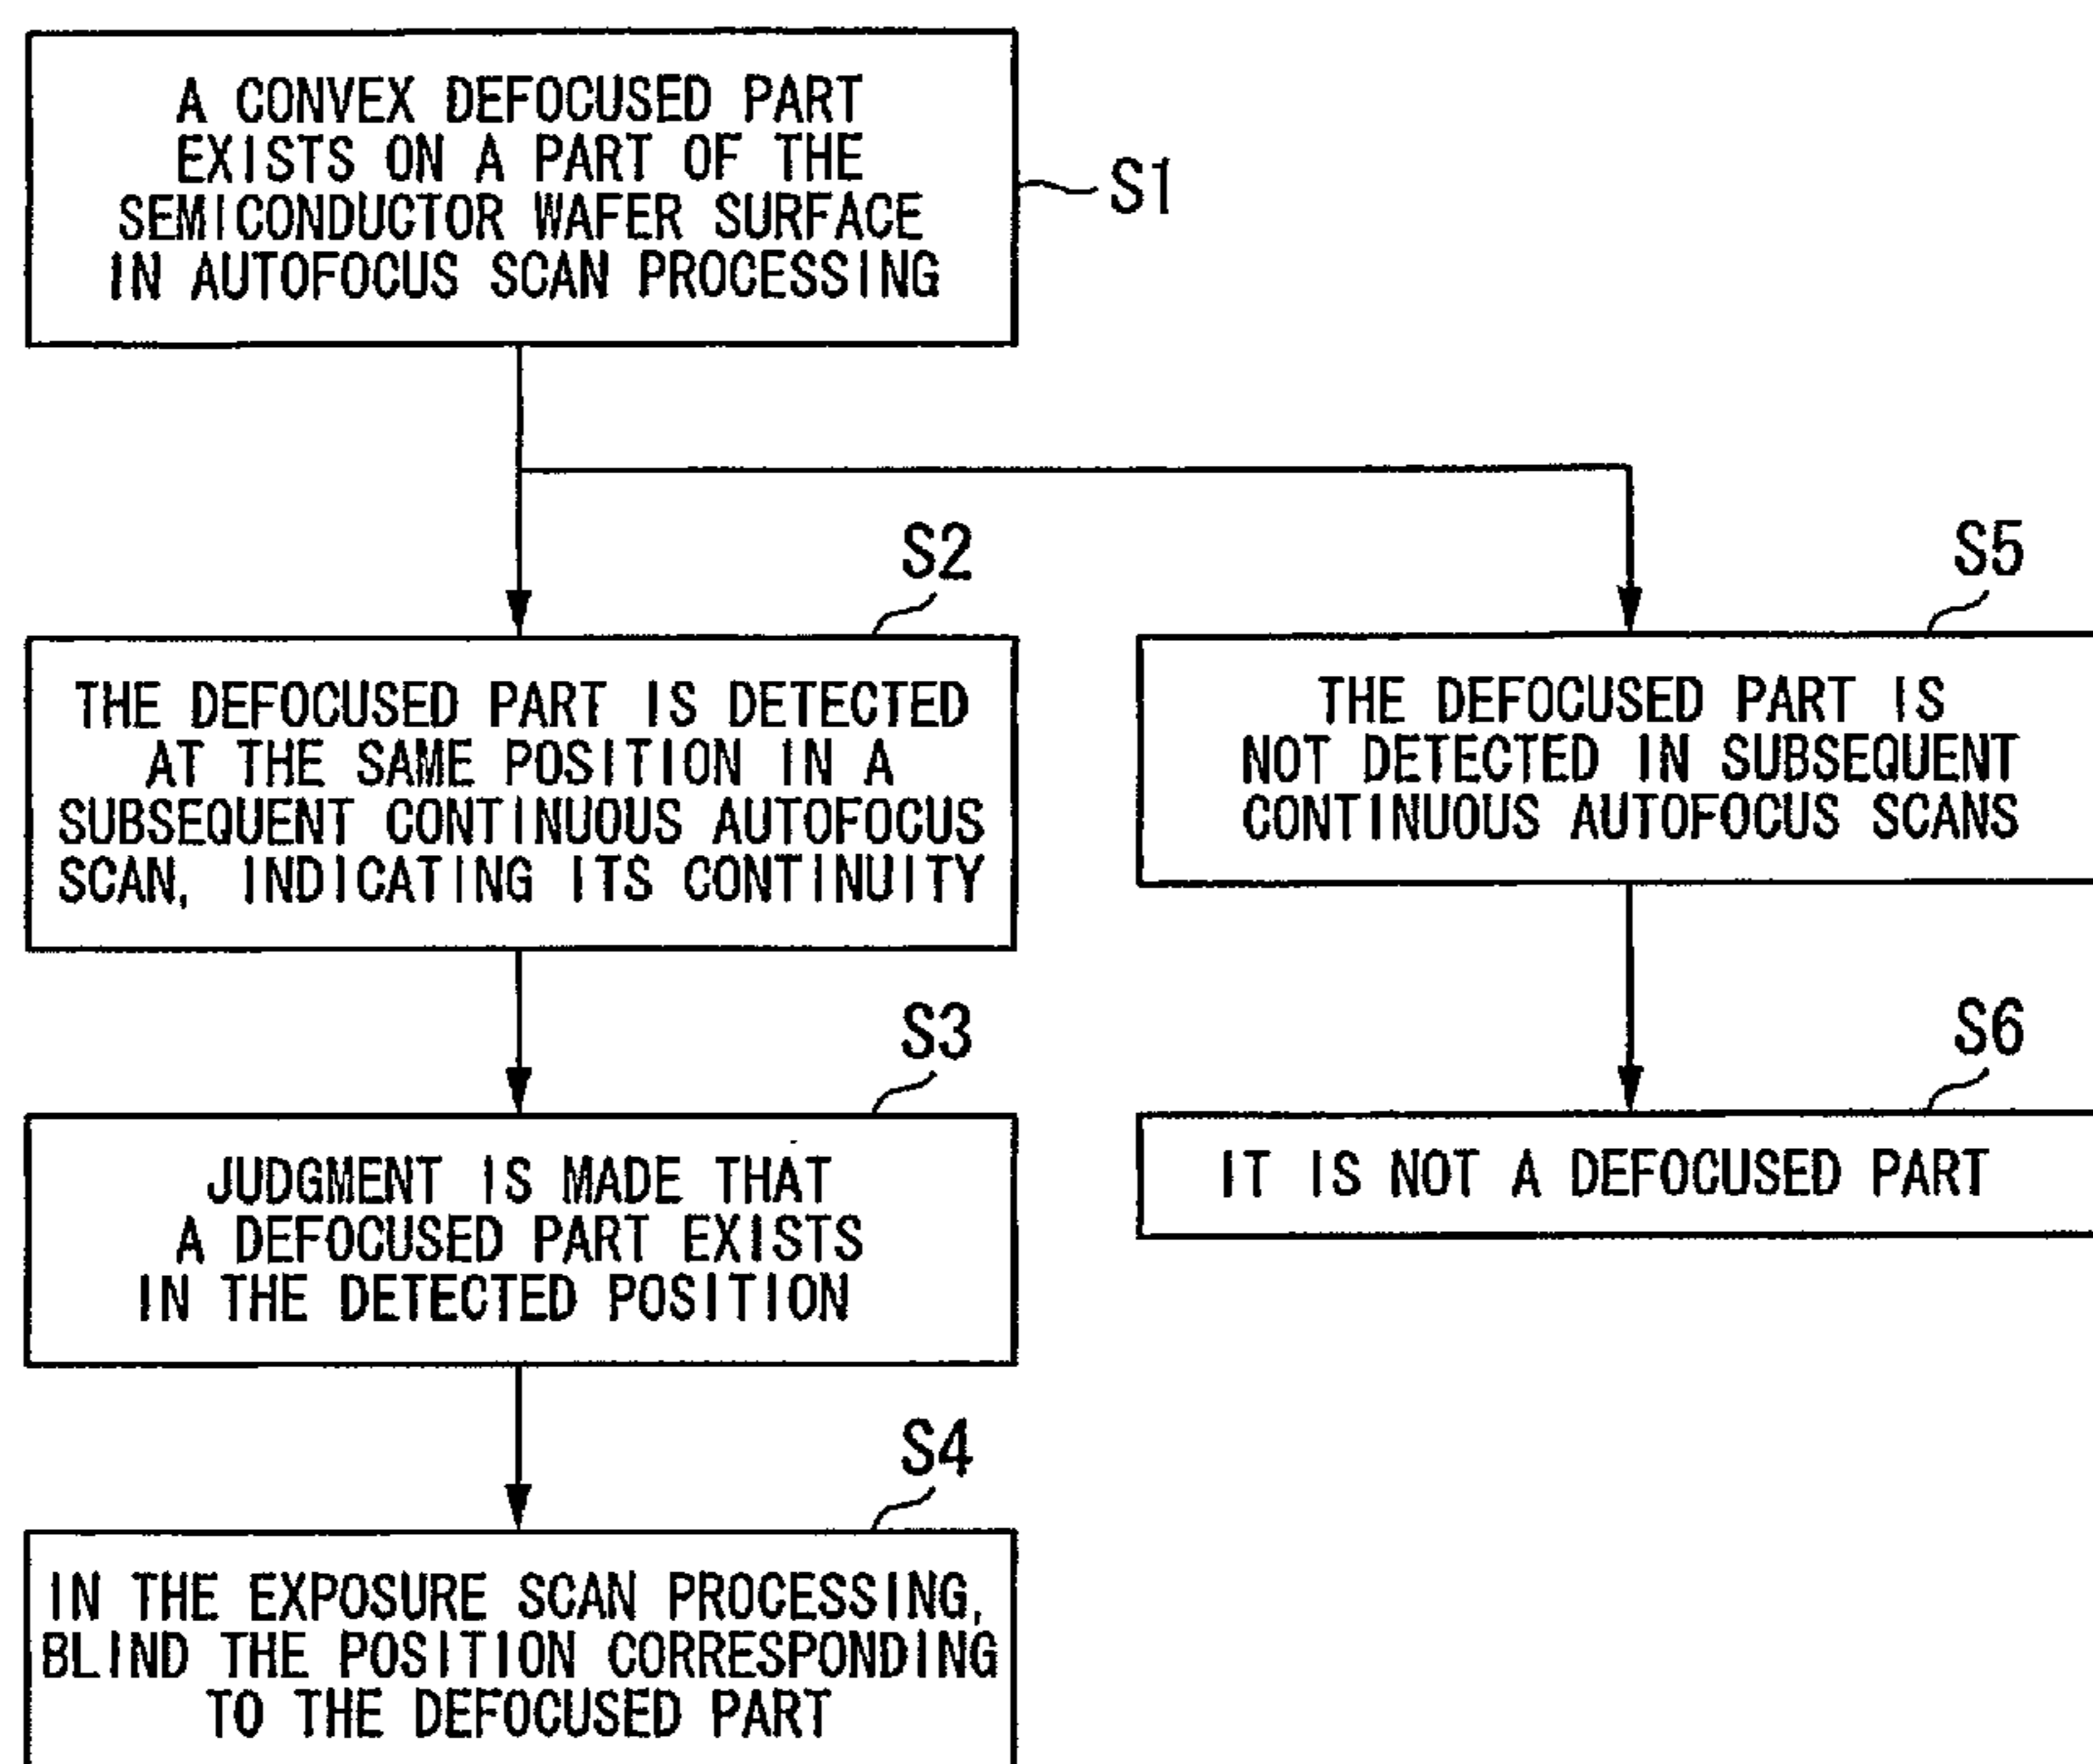 A CONVEX DEFOCUSED PART
EXISTS ON A PART OF THE
SEMICONDUCTOR WAFER SURFACE
IN AUTOFOCUS SCAN PROCESSING
S1
S2
THE DEFOCUSED PART IS DETECTED
AT THE SAME POSITION IN A
SUBSEQUENT CONTINUOUS AUTOFOCUS
SCAN, INDICATING ITS CONTINUITY
S5
THE DEFOCUSED PART IS
NOT DETECTED IN SUBSEQUENT
CONTINUOUS AUTOFOCUS SCANS
S3
JUDGMENT IS MADE THAT
A DEFOCUSED PART EXISTS
IN THE DETECTED POSITION
S6
IT IS NOT A DEFOCUSED PART
S4
IN THE EXPOSURE SCAN PROCESSING,
BLIND THE POSITION CORRESPONDING
TO THE DEFOCUSED PART